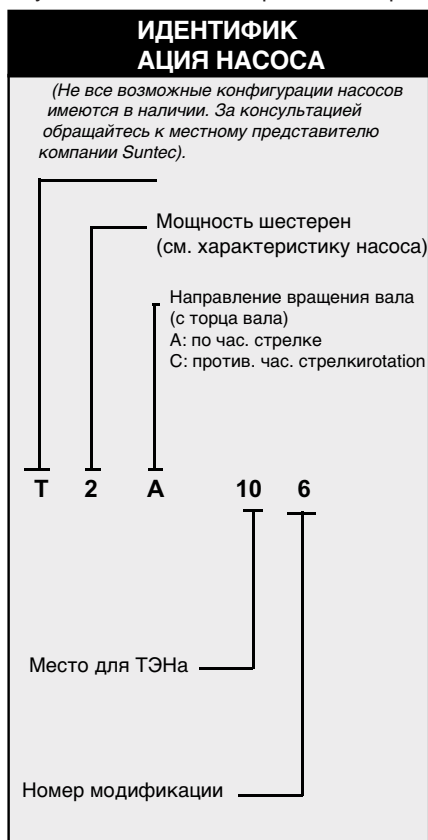 ИДЕНТИФИК
АЦИЯ НАСОСА
(Не все возможные конфигурации насосов
имеются в наличии. За консультацией
обращайтесь к местному представителю
компании Suntec).
Мощность шестерен
(см. характеристику насоса)
Направление вращения вала
(с торца вала)
A: по час. стрелке
C: против. час. стрелкиrotation
T 2 A 10 6
Место для ТЭНа
Номер модификации